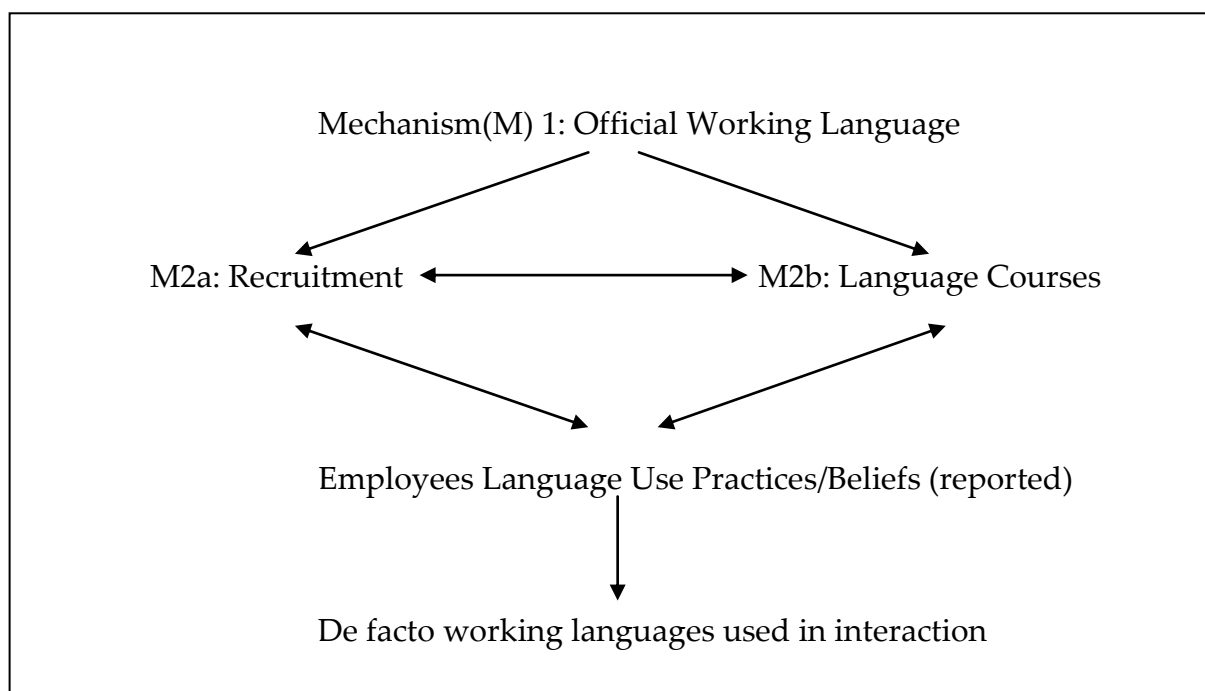 Mechanism(M) 1: Official Working Language
M2a: Recruitment
M2b: Language Courses
Employees Language Use Practices/Beliefs (reported)
De facto working languages used in interaction